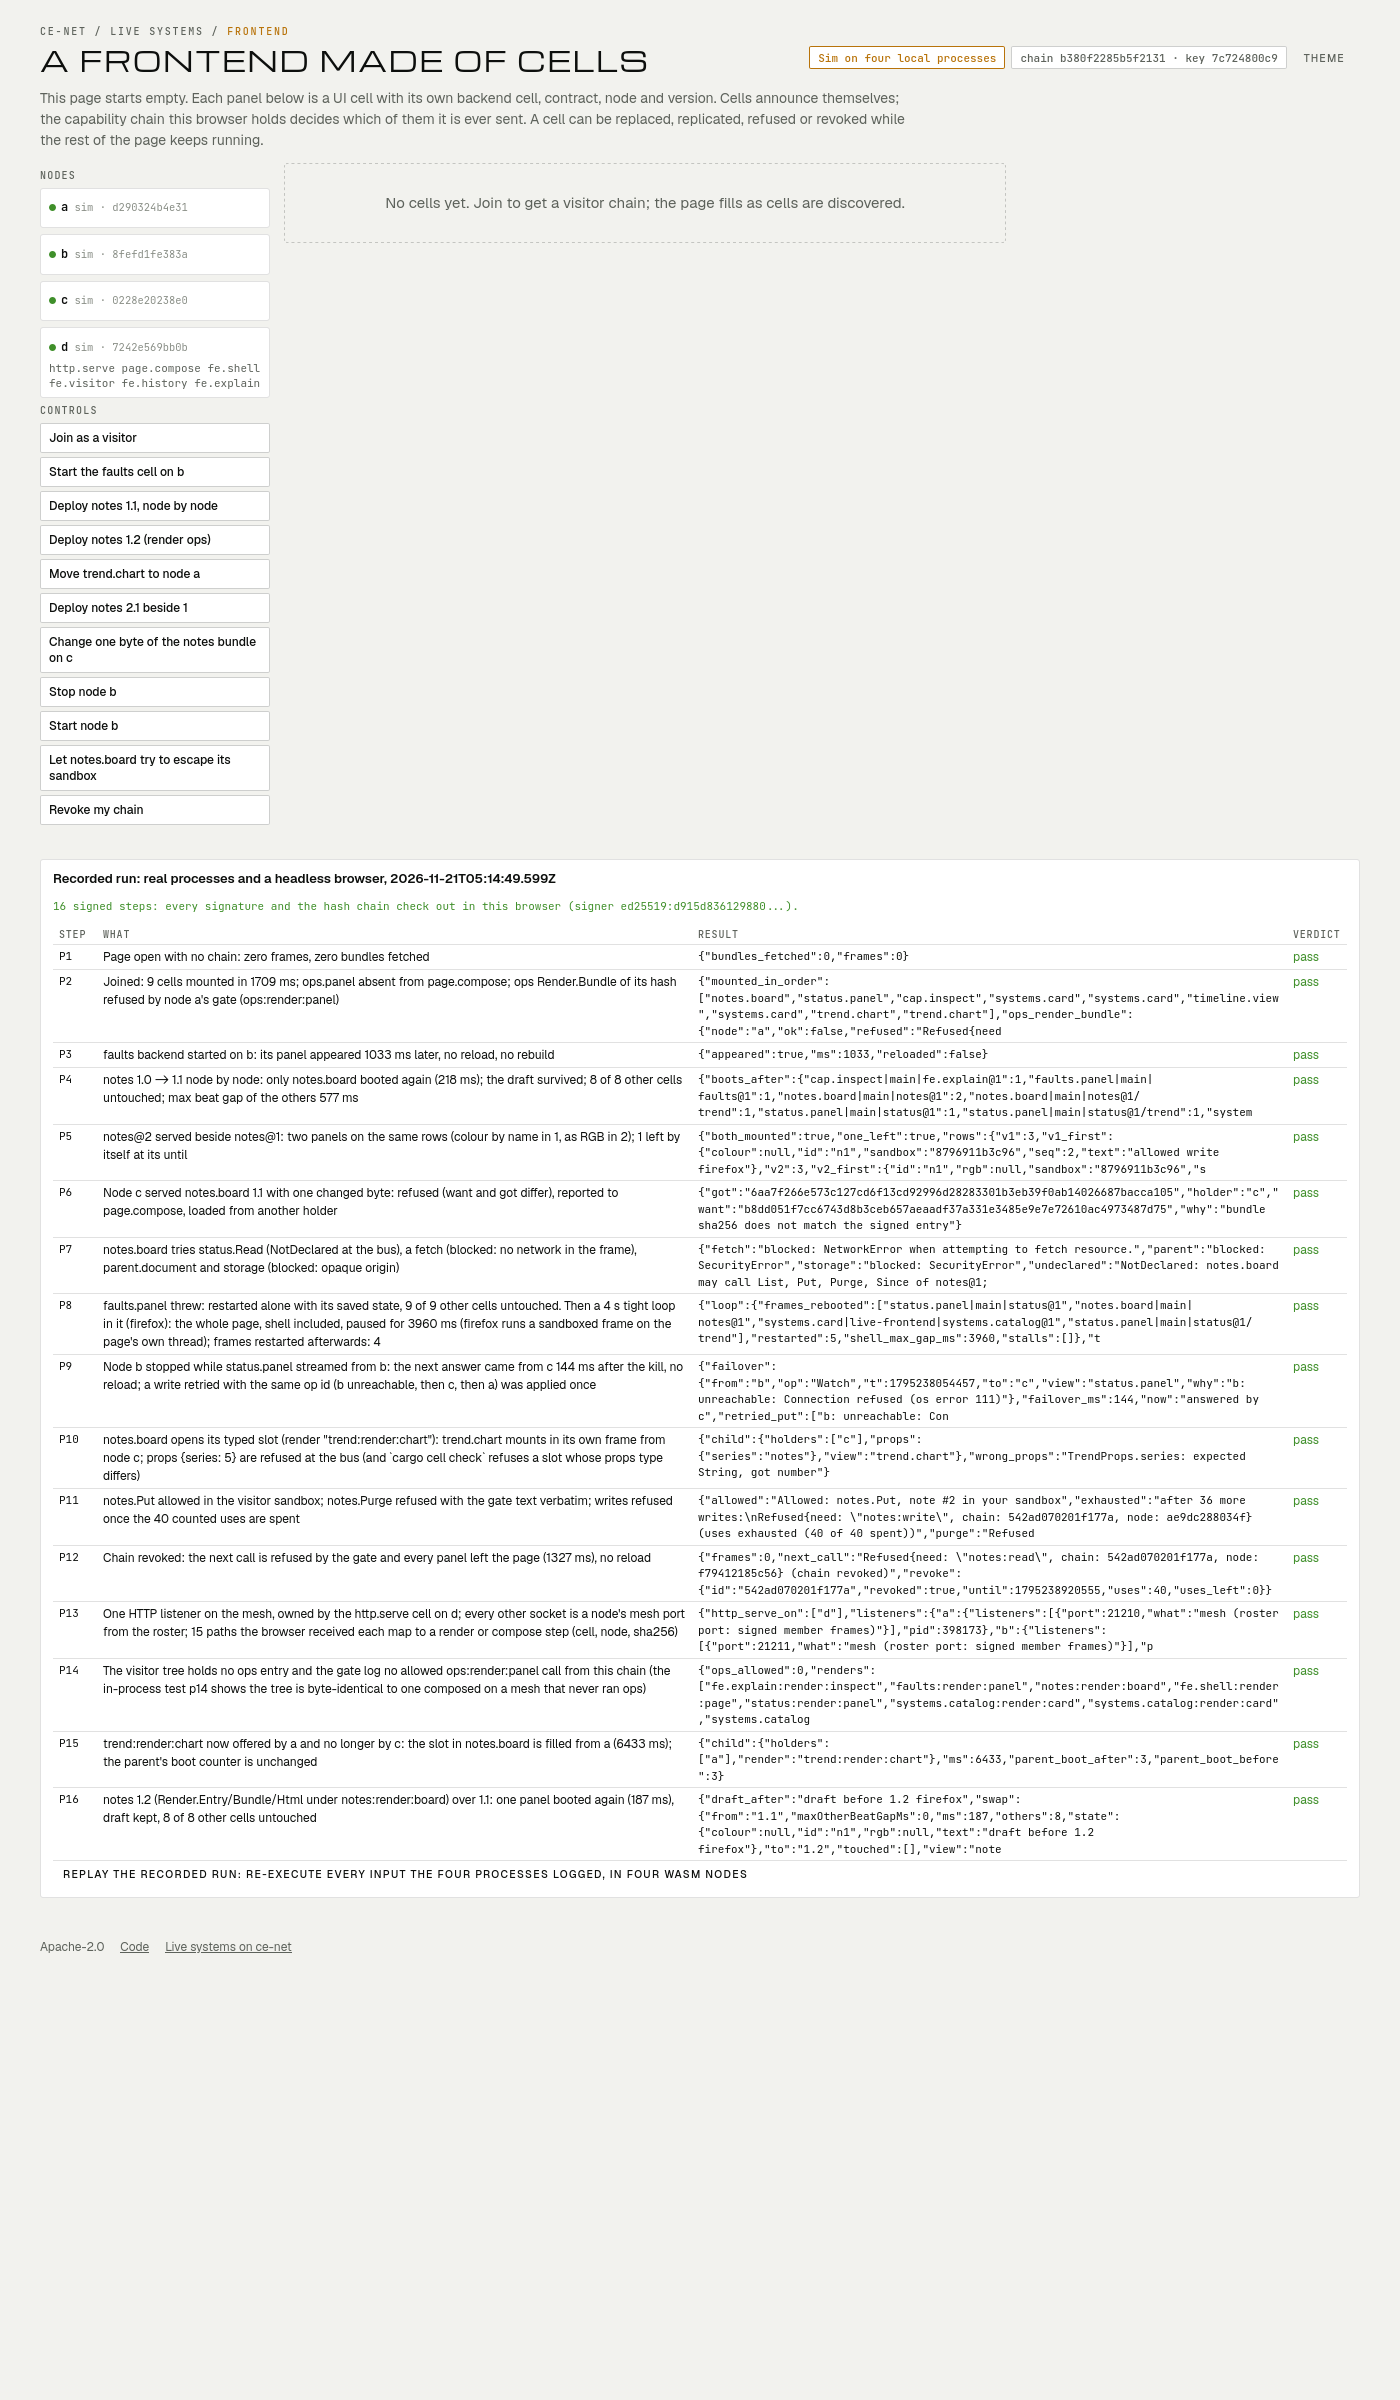 CE-NET / LIVE SYSTEMS / FRONTEND
A FRONTEND MADE OF CELLS
Sim on four local processes
chain b380f2285b5f2131 · key 7c724800c9
THEME
This page starts empty. Each panel below is a UI cell with its own backend cell, contract, node and version. Cells announce themselves;
the capability chain this browser holds decides which of them it is ever sent. A cell can be replaced, replicated, refused or revoked while
the rest of the page keeps running.
NODES
a sim · d290324b4e31
b sim · 8fefd1fe383a
c sim · 0228e20238e0
d sim · 7242e569bb0b
http.serve page.compose fe.shell
fe.visitor fe.history fe.explain
No cells yet. Join to get a visitor chain; the page fills as cells are discovered.
CONTROLS
Join as a visitor
Start the faults cell on b
Deploy notes 1.1, node by node
Deploy notes 1.2 (render ops)
Move trend.chart to node a
Deploy notes 2.1 beside 1
Change one byte of the notes bundle
on c
Stop node b
Start node b
Let notes.board try to escape its
sandbox
Revoke my chain
Recorded run: real processes and a headless browser, 2026-11-21T05:14:49.599Z
16 signed steps: every signature and the hash chain check out in this browser (signer ed25519:d915d836129880...).
STEP WHAT RESULT VERDICT
P1 Page open with no chain: zero frames, zero bundles fetched {"bundles_fetched":0,"frames":0} pass
P2 Joined: 9 cells mounted in 1709 ms; ops.panel absent from page.compose; ops Render.Bundle of its hash
refused by node a's gate (ops:render:panel)
{"mounted_in_order":
["notes.board","status.panel","cap.inspect","systems.card","systems.card","timeline.view
","systems.card","trend.chart","trend.chart"],"ops_render_bundle":
{"node":"a","ok":false,"refused":"Refused{need
pass
P3 faults backend started on b: its panel appeared 1033 ms later, no reload, no rebuild {"appeared":true,"ms":1033,"reloaded":false} pass
P4 notes 1.0 –> 1.1 node by node: only notes.board booted again (218 ms); the draft survived; 8 of 8 other cells
untouched; max beat gap of the others 577 ms
{"boots_after":{"cap.inspect|main|fe.explain@1":1,"faults.panel|main|
faults@1":1,"notes.board|main|notes@1":2,"notes.board|main|notes@1/
trend":1,"status.panel|main|status@1":1,"status.panel|main|status@1/trend":1,"system
pass
P5 notes@2 served beside notes@1: two panels on the same rows (colour by name in 1, as RGB in 2); 1 left by
itself at its until
{"both_mounted":true,"one_left":true,"rows":{"v1":3,"v1_first":
{"colour":null,"id":"n1","sandbox":"8796911b3c96","seq":2,"text":"allowed write
firefox"},"v2":3,"v2_first":{"id":"n1","rgb":null,"sandbox":"8796911b3c96","s
pass
P6 Node c served notes.board 1.1 with one changed byte: refused (want and got differ), reported to
page.compose, loaded from another holder
{"got":"6aa7f266e573c127cd6f13cd92996d28283301b3eb39f0ab14026687bacca105","holder":"c","
want":"b8dd051f7cc6743d8b3ceb657aeaadf37a331e3485e9e7e72610ac4973487d75","why":"bundle
sha256 does not match the signed entry"}
pass
P7 notes.board tries status.Read (NotDeclared at the bus), a fetch (blocked: no network in the frame),
parent.document and storage (blocked: opaque origin)
{"fetch":"blocked: NetworkError when attempting to fetch resource.","parent":"blocked:
SecurityError","storage":"blocked: SecurityError","undeclared":"NotDeclared: notes.board
may call List, Put, Purge, Since of notes@1;
pass
P8 faults.panel threw: restarted alone with its saved state, 9 of 9 other cells untouched. Then a 4 s tight loop
in it (firefox): the whole page, shell included, paused for 3960 ms (firefox runs a sandboxed frame on the
page's own thread); frames restarted afterwards: 4
{"loop":{"frames_rebooted":["status.panel|main|status@1","notes.board|main|
notes@1","systems.card|live-frontend|systems.catalog@1","status.panel|main|status@1/
trend"],"restarted":5,"shell_max_gap_ms":3960,"stalls":[]},"t
pass
P9 Node b stopped while status.panel streamed from b: the next answer came from c 144 ms after the kill, no
reload; a write retried with the same op id (b unreachable, then c, then a) was applied once
{"failover":
{"from":"b","op":"Watch","t":1795238054457,"to":"c","view":"status.panel","why":"b:
unreachable: Connection refused (os error 111)"},"failover_ms":144,"now":"answered by
c","retried_put":["b: unreachable: Con
pass
P10 notes.board opens its typed slot (render "trend:render:chart"): trend.chart mounts in its own frame from
node c; props {series: 5} are refused at the bus (and `cargo cell check` refuses a slot whose props type
differs)
{"child":{"holders":["c"],"props":
{"series":"notes"},"view":"trend.chart"},"wrong_props":"TrendProps.series: expected
String, got number"}
pass
P11 notes.Put allowed in the visitor sandbox; notes.Purge refused with the gate text verbatim; writes refused
once the 40 counted uses are spent
{"allowed":"Allowed: notes.Put, note #2 in your sandbox","exhausted":"after 36 more
writes:\nRefused{need: \"notes:write\", chain: 542ad070201f177a, node: ae9dc288034f}
(uses exhausted (40 of 40 spent))","purge":"Refused
pass
P12 Chain revoked: the next call is refused by the gate and every panel left the page (1327 ms), no reload
{"frames":0,"next_call":"Refused{need: \"notes:read\", chain: 542ad070201f177a, node:
f79412185c56} (chain revoked)","revoke":
{"id":"542ad070201f177a","revoked":true,"until":1795238920555,"uses":40,"uses_left":0}}
pass
P13 One HTTP listener on the mesh, owned by the http.serve cell on d; every other socket is a node's mesh port
from the roster; 15 paths the browser received each map to a render or compose step (cell, node, sha256)
{"http_serve_on":["d"],"listeners":{"a":{"listeners":[{"port":21210,"what":"mesh (roster
port: signed member frames)"}],"pid":398173},"b":{"listeners":
[{"port":21211,"what":"mesh (roster port: signed member frames)"}],"p
pass
P14 The visitor tree holds no ops entry and the gate log no allowed ops:render:panel call from this chain (the
in-process test p14 shows the tree is byte-identical to one composed on a mesh that never ran ops)
{"ops_allowed":0,"renders":
["fe.explain:render:inspect","faults:render:panel","notes:render:board","fe.shell:render
:page","status:render:panel","systems.catalog:render:card","systems.catalog:render:card"
,"systems.catalog
pass
P15 trend:render:chart now offered by a and no longer by c: the slot in notes.board is filled from a (6433 ms);
the parent's boot counter is unchanged
{"child":{"holders":
["a"],"render":"trend:render:chart"},"ms":6433,"parent_boot_after":3,"parent_boot_before
":3}
pass
P16 notes 1.2 (Render.Entry/Bundle/Html under notes:render:board) over 1.1: one panel booted again (187 ms),
draft kept, 8 of 8 other cells untouched
{"draft_after":"draft before 1.2 firefox","swap":
{"from":"1.1","maxOtherBeatGapMs":0,"ms":187,"others":8,"state":
{"colour":null,"id":"n1","rgb":null,"text":"draft before 1.2
firefox"},"to":"1.2","touched":[],"view":"note
pass
REPLAY THE RECORDED RUN: RE-EXECUTE EVERY INPUT THE FOUR PROCESSES LOGGED, IN FOUR WASM NODES
Apache-2.0 Code Live systems on ce-net